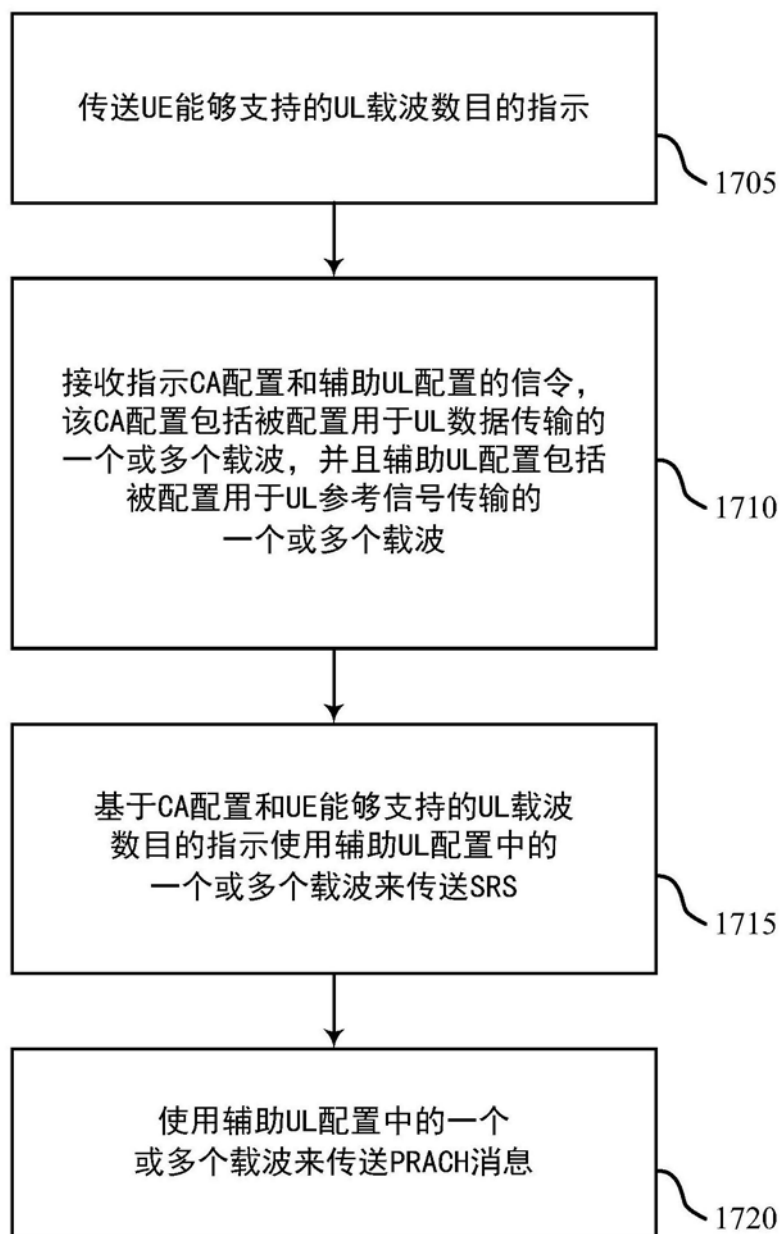 传送UE能够支持的UL载波数目的指示
1705
接收指示CA配置和辅助UL配置的信令，
该CA配置包括被配置用于UL数据传输的
一个或多个载波，并且辅助UL配置包括
被配置用于UL参考信号传输的
一个或多个载波
1710
基于CA配置和UE能够支持的UL载波
数目的指示使用辅助UL配置中的
一个或多个载波来传送SRS
1715
使用辅助UL配置中的一个
或多个载波来传送PRACH消息
1720